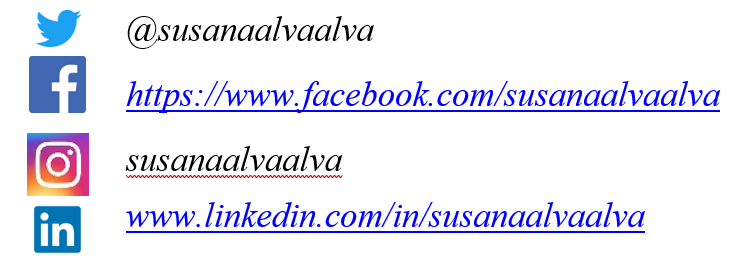 @susanaalvaalva
https://www.facebook.com/susanaalvaalva
susanaalvaalva
www.linkedin.com/in/susanaalvaalva